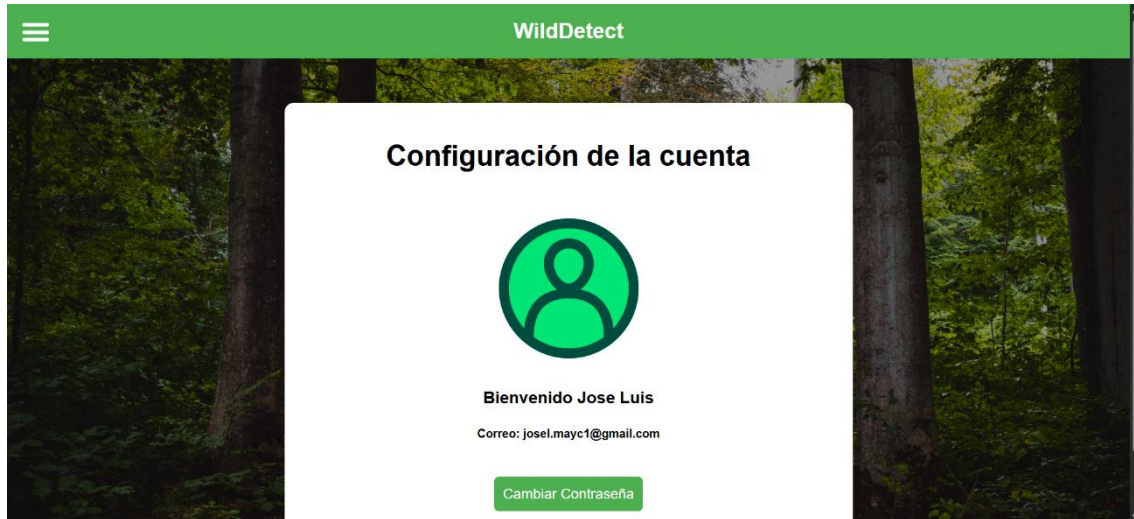 WildDetect
Configuración de la cuenta
Bienvenido Jose Luis
Correo: josel.mayc1@gmail.com
Cambiar Contraseña